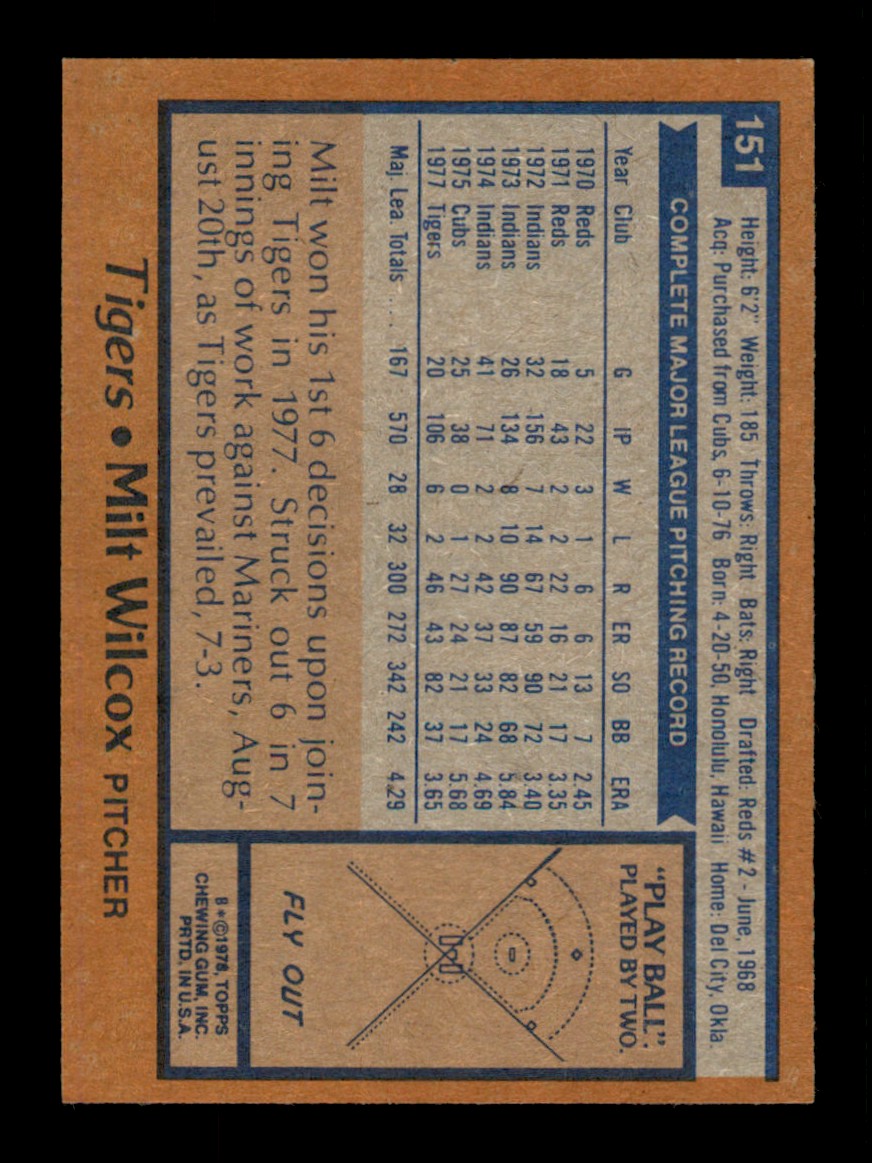 151
Height: 6'2" Weight: 185 Throws: Right Bats: Right Drafted: Reds #2 - June, 1968
Acq: Purchased from Cubs, 6-10-76 Born: 4-20-50, Honolulu, Hawaii Home: Del City, Okla.
COMPLETE MAJOR LEAGUE PITCHING RECORD
Year Club G IP W L R ER SO BB ERA
1970 Reds 5 22 3 1 6 6 13 7 2.45
1971 Reds 18 43 2 2 22 16 21 17 3.35
1972 Indians 32 156 7 14 67 59 90 72 3.40
1973 Indians 26 134 8 10 90 87 82 68 5.84
1974 Indians 41 71 2 2 42 37 33 24 4.69
1975 Cubs 25 38 0 1 27 24 21 17 5.68
1977 Tigers 20 106 6 2 46 43 82 37 3.65
Maj. Lea. Totals .... 167 570 28 32 300 272 342 242 4.29
Milt won his 1st 6 decisions upon join-
ing Tigers in 1977. Struck out 6 in 7
innings of work against Mariners, Aug-
ust 20th, as Tigers prevailed, 7-3.
"PLAY BALL"
PLAYED BY TWO.
FLY OUT
B*©1978, TOPPS
CHEWING GUM, INC.
PRTD. IN U.S.A.
Tigers • Milt Wilcox PITCHER